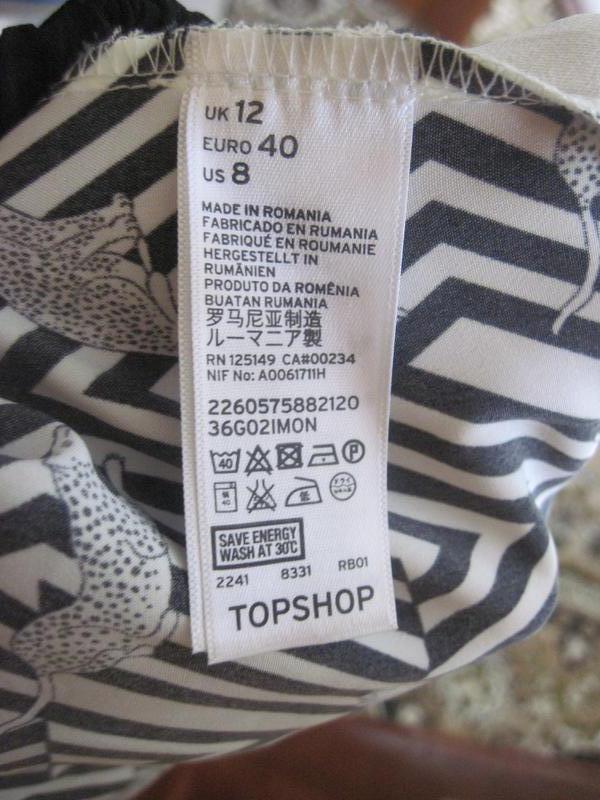 UK 12
EURO 40
US 8
MADE IN ROMANIA
FABRICADO EN RUMANIA
FABRIQUÉ EN ROUMANIE
HERGESTELLT IN
RUMÄNIEN
PRODUTO DA ROMÊNIA
BUATAN RUMANIA
罗马尼亚制造
ルーマニア製
RN 125149 CA#00234
NIF No: A0061711H
2260575882120
36G02IMON
40 P
40
SAVE ENERGY
WASH AT 30C
2241 8331 RB01
TOPSHOP